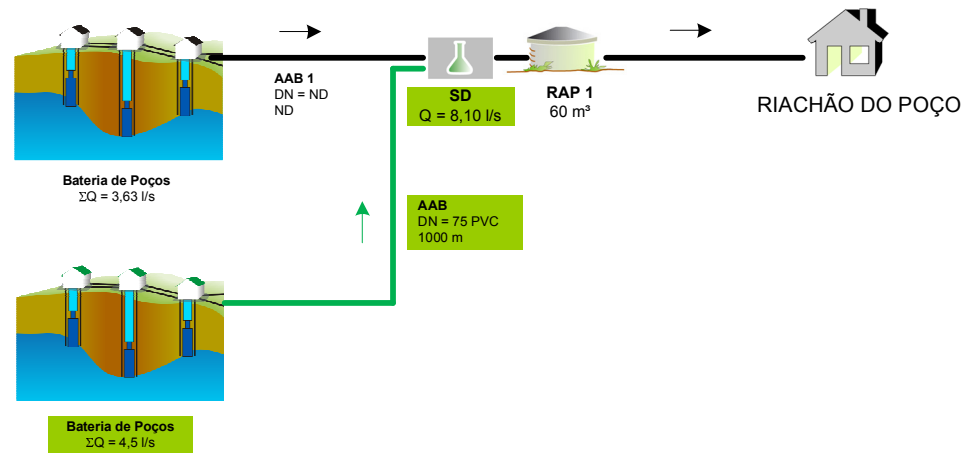 AAB 1
DN = ND
ND
SD
Q = 8,10 l/s
RAP 1
60 m³
RIACHÃO DO POÇO
Bateria de Poços
ΣQ = 3,63 l/s
AAB
DN = 75 PVC
1000 m
Bateria de Poços
ΣQ = 4,5 l/s